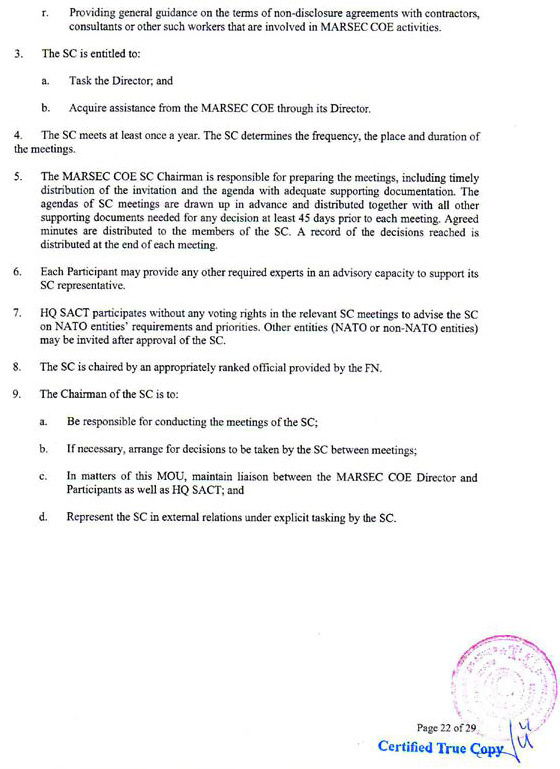 r. Providing general guidance on the terms of non-disclosure agreements with contractors,
consultants or other such workers that are involved in MARSEC COE activities.
3. The SC is entitled to:
a. Task the Director; and
b. Acquire assistance from the MARSEC COE through its Director.
4. The SC meets at least once a year. The SC determines the frequency, the place and duration of
the meetings.
5. The MARSEC COE SC Chairman is responsible for preparing the meetings, including timely
distribution of the invitation and the agenda with adequate supporting documentation. The
agendas of SC meetings are drawn up in advance and distributed together with all other
supporting documents needed for any decision at least 45 days prior to each meeting. Agreed
minutes are distributed to the members of the SC. A record of the decisions reached is
distributed at the end of each meeting.
6. Each Participant may provide any other required experts in an advisory capacity to support its
SC representative.
7. HQ SACT participates without any voting rights in the relevant SC meetings to advise the SC
on NATO entities' requirements and priorities. Other entities (NATO or non-NATO entities)
may be invited after approval of the SC.
8. The SC is chaired by an appropriately ranked official provided by the FN.
9. The Chairman of the SC is to:
a. Be responsible for conducting the meetings of the SC;
b. If necessary, arrange for decisions to be taken by the SC between meetings;
c. In matters of this MOU, maintain liaison between the MARSEC COE Director and
Participants as well as HQ SACT; and
d. Represent the SC in external relations under explicit tasking by the SC.
Page 22 of 29
Certified True Copy